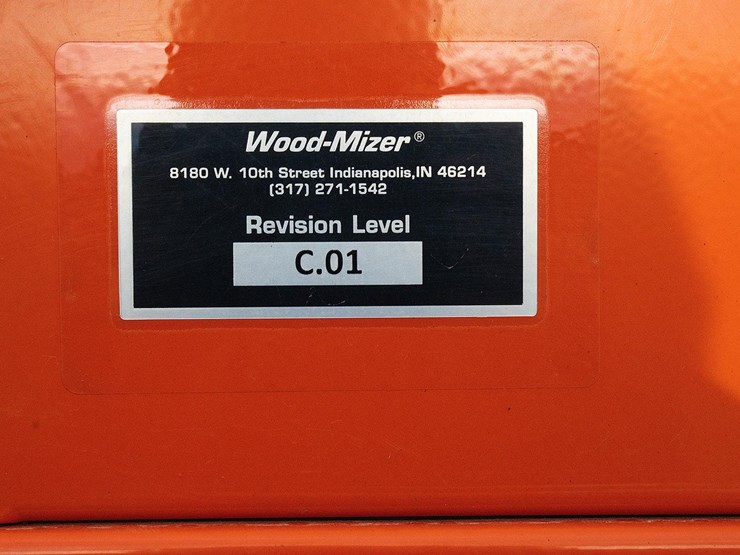 Wood-Mizer®
8180 W. 10th Street Indianapolis,IN 46214
(317) 271-1542
Revision Level
C.01